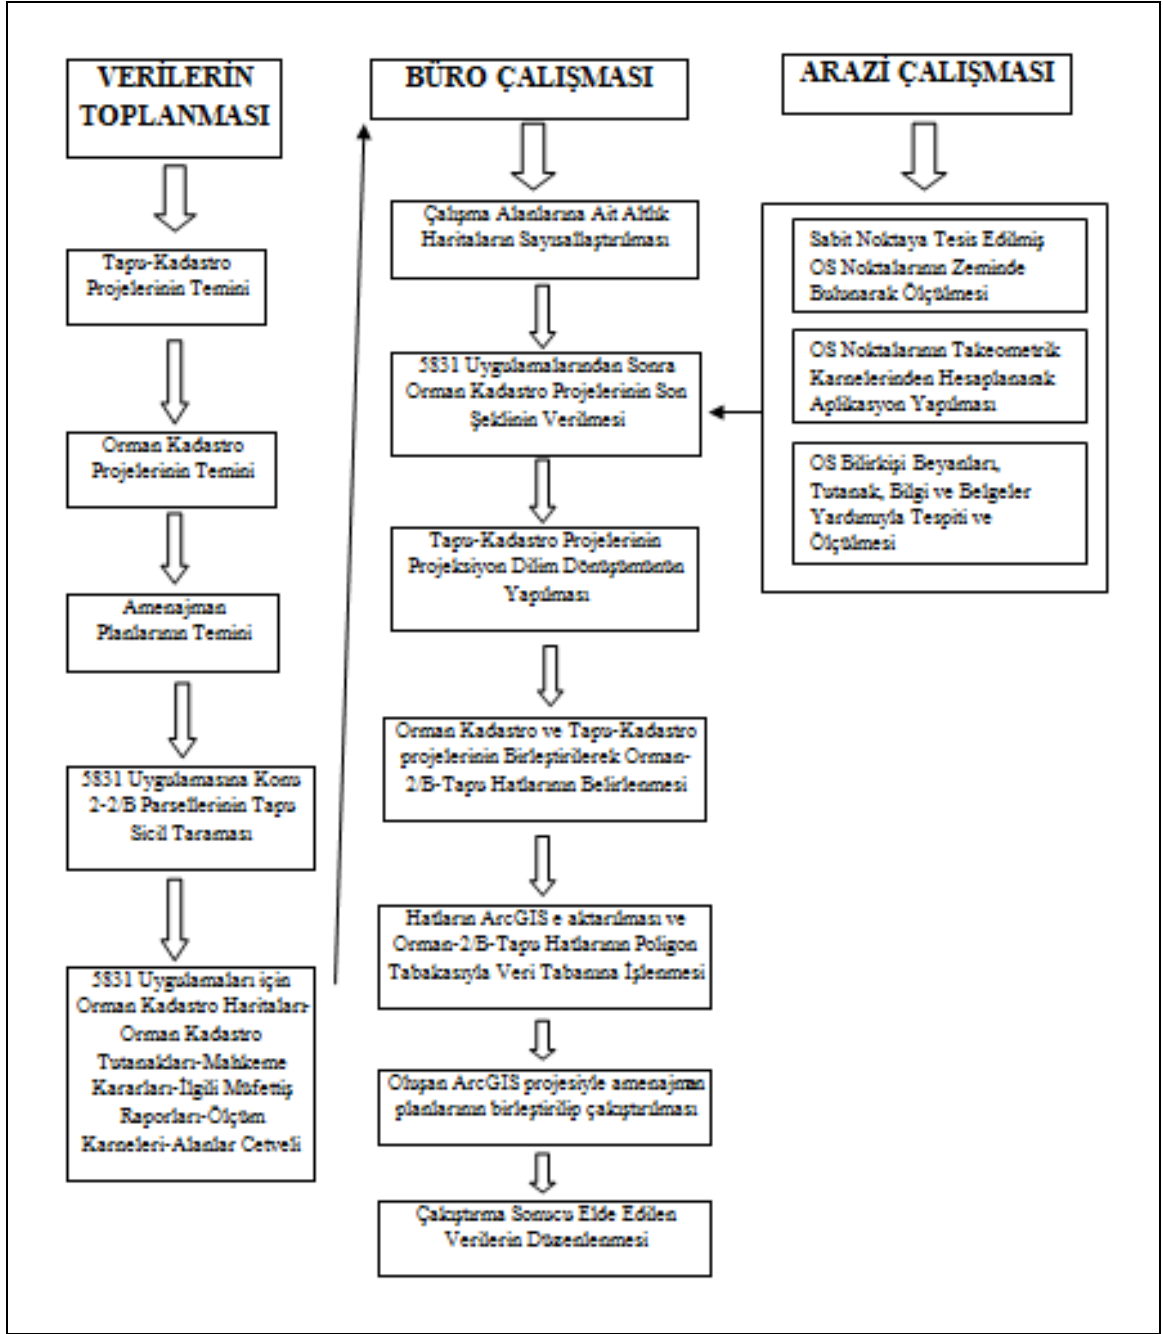 VERİLERİN
TOPLANMASI
Tapu-Kadastro
Projelerinin Temini
Orman Kadastro
Projelerinin Temini
Amenajman
Planlarının Temini
5831 Uygulamasına Konu
2-2/B Parsellerinin Tapu
Sicil Taraması
5831 Uygulamaları için
Orman Kadastro Haritaları-
Orman Kadastro
Tutanakları-Mahkeme
Kararları-İlgili Müfettiş
Raporları-Ölçüm
Karneleri-Alanlar Cetveli
BÜRO ÇALIŞMASI
Çalışma Alanlarına Ait Altlık
Haritaların Sayısallaştırılması
5831 Uygulamalarından Sonra
Orman Kadastro Projelerinin Son
Şeklinin Verilmesi
Tapu-Kadastro Projelerinin
Projeksiyon Dilim Dönüşümünün
Yapılması
Orman Kadastro ve Tapu-Kadastro
projelerinin Birleştirilerek Orman-
2/B-Tapu Hatlarının Belirlenmesi
Hatların ArcGIS e aktarılması ve
Orman-2/B-Tapu Hatlarının Poligon
Tabakasıyla Veri Tabanına İşlenmesi
Oluşan ArcGIS projesiyle amenajman
planlarının birleştirilip çakıştırılması
Çakıştırma Sonucu Elde Edilen
Verilerin Düzenlenmesi
ARAZİ ÇALIŞMASI
Sabit Noktaya Tesis Edilmiş
OS Noktalarının Zeminde
Bulunarak Ölçülmesi
OS Noktalarının Takeometrik
Karnelerinden Hesaplanarak
Aplikasyon Yapılması
OS Bilirkişi Beyanları,
Tutanak, Bilgi ve Belgeler
Yardımıyla Tespiti ve
Ölçülmesi